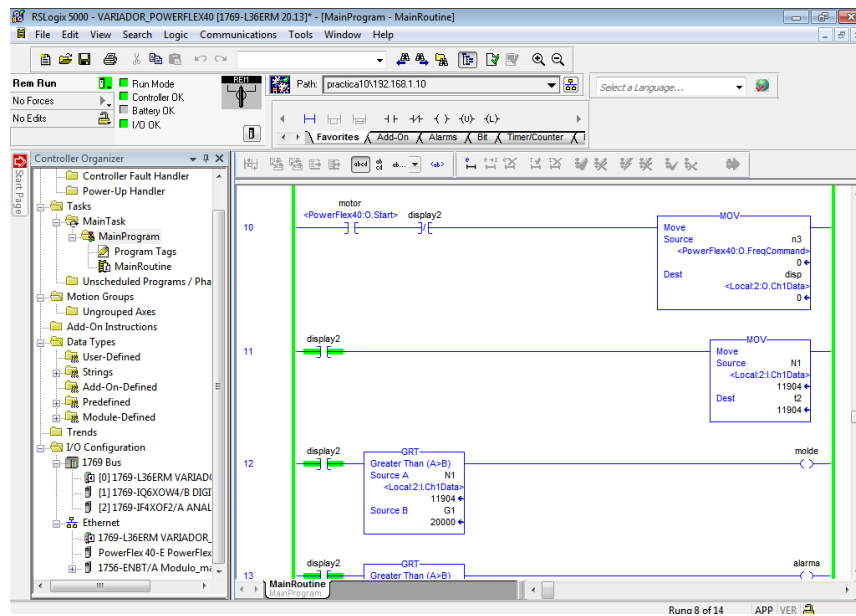 RSLogix 5000 - VARIADOR_POWERFLEX40 [1769-L36ERM 20.13]* - [MainProgram - MainRoutine]
File Edit View Search Logic Communications Tools Window Help
Rem Run
Run Mode
No Forces
Controller OK
Battery OK
No Edits
I/O OK
REM
Path: practica10\192.168.1.10
Select a Language...
Favorites Add-On Alarms Bit Timer/Counter
Start Page
Controller Organizer
Controller Fault Handler
Power-Up Handler
Tasks
MainTask
MainProgram
Program Tags
MainRoutine
Unscheduled Programs / Pha
Motion Groups
Ungrouped Axes
Add-On Instructions
Data Types
User-Defined
Strings
Add-On-Defined
Predefined
Module-Defined
Trends
I/O Configuration
1769 Bus
[0] 1769-L36ERM VARIAD
[1] 1769-IQ6XOW4/B DIGI
[2] 1769-IF4XOF2/A ANAL
Ethernet
1769-L36ERM VARIADOR_
PowerFlex 40-E PowerFlex
1756-ENBT/A Modulo_ma
10
motor
<PowerFlex40:O.Start>
display2
MOV
Move
Source n3
<PowerFlex40:O.FreqCommand>
0
Dest disp
<Local:2:O.Ch1Data>
0
11
display2
MOV
Move
Source N1
<Local:2:I.Ch1Data>
11904
Dest t2
11904
12
display2
GRT
Greater Than (A>B)
Source A N1
<Local:2:I.Ch1Data>
11904
Source B G1
20000
molde
13
display2
GRT
Greater Than (A>B)
alarma
MainRoutine
MainProgram
Rung 8 of 14
APP VER